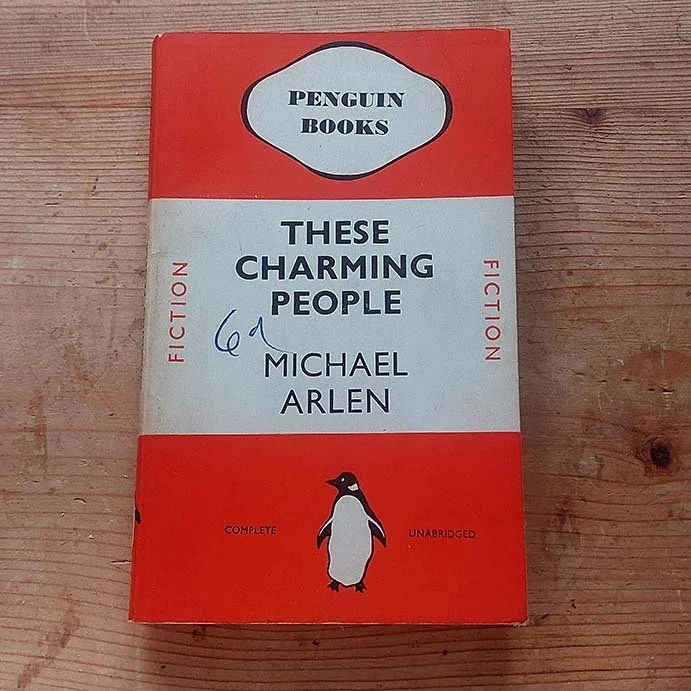 PENGUIN
BOOKS
THESE
CHARMING
PEOPLE
FICTION
FICTION
6d
MICHAEL
ARLEN
COMPLETE
UNABRIDGED